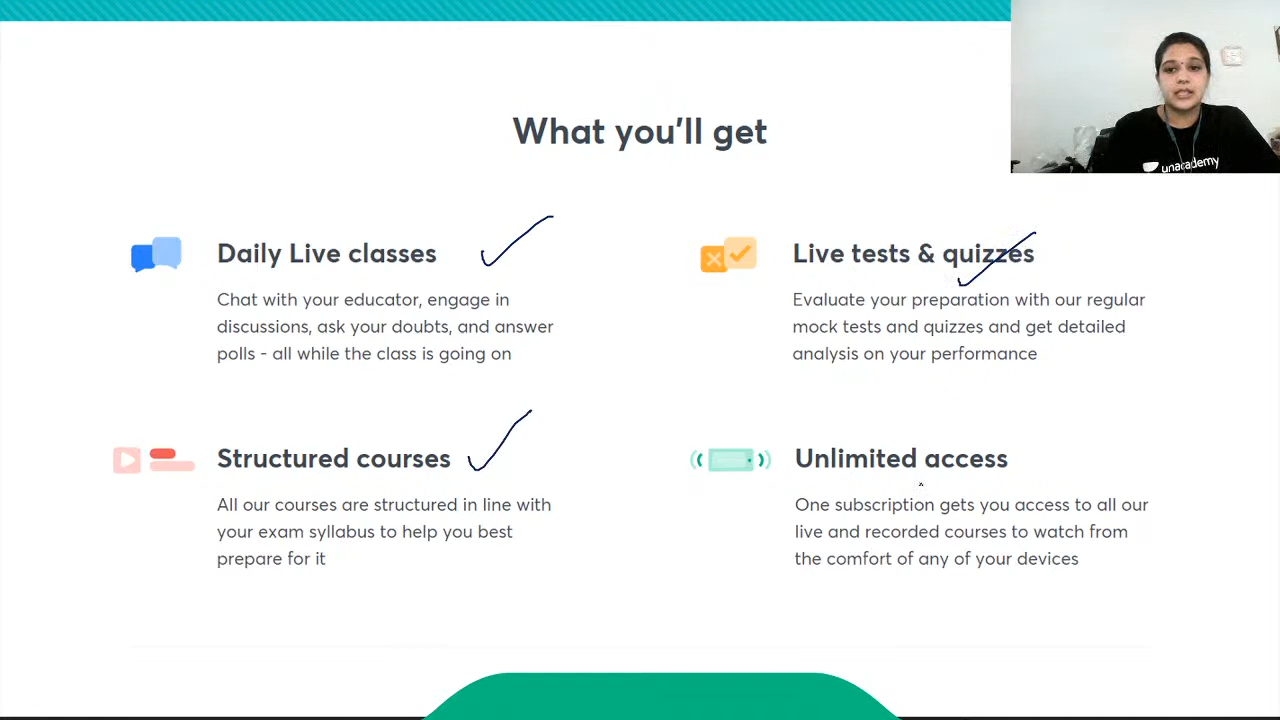 What you'll get
unacademy
Daily Live classes
Chat with your educator, engage in
discussions, ask your doubts, and answer
polls - all while the class is going on
Live tests & quizzes
Evaluate your preparation with our regular
mock tests and quizzes and get detailed
analysis on your performance
Structured courses
All our courses are structured in line with
your exam syllabus to help you best
prepare for it
Unlimited access
One subscription gets you access to all our
live and recorded courses to watch from
the comfort of any of your devices